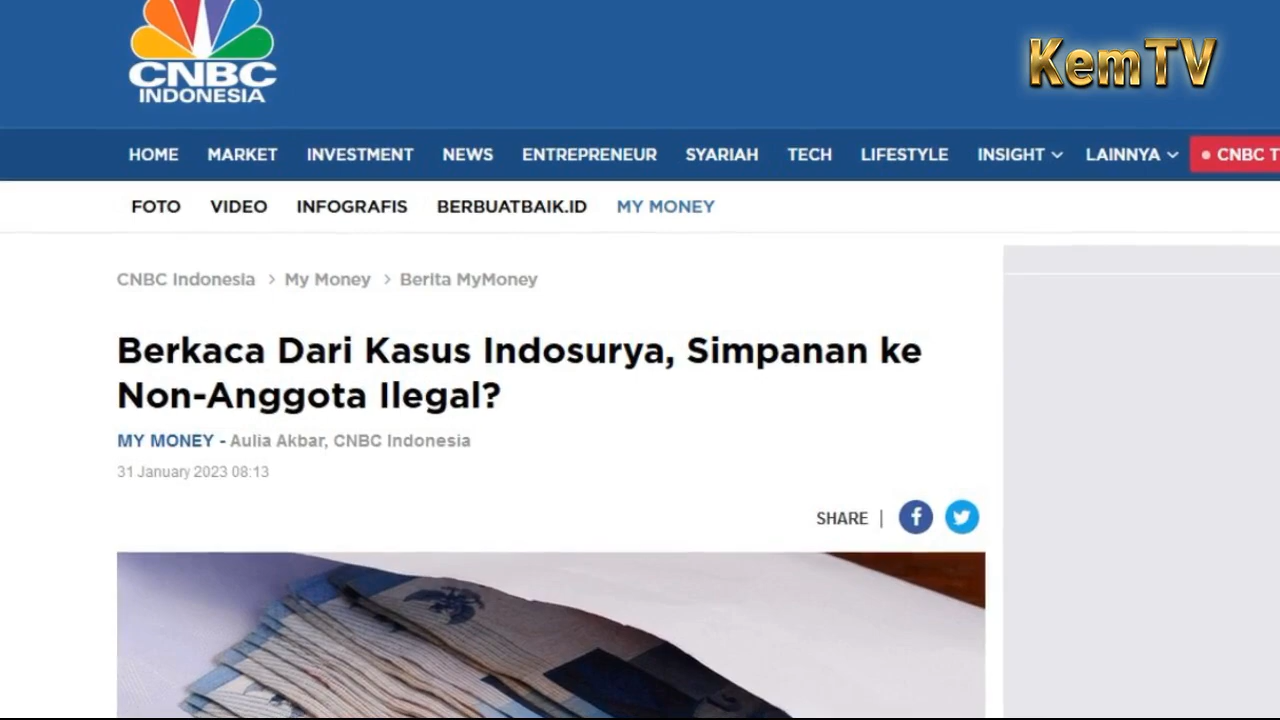 CNBC
INDONESIA
KemTV
HOME MARKET INVESTMENT NEWS ENTREPRENEUR SYARIAH TECH LIFESTYLE INSIGHT LAINNYA CNBC T
FOTO VIDEO INFOGRAFIS BERBUATBAIK.ID MY MONEY
CNBC Indonesia > My Money > Berita MyMoney
Berkaca Dari Kasus Indosurya, Simpanan ke
Non-Anggota Ilegal?
MY MONEY - Aulia Akbar, CNBC Indonesia
31 January 2023 08:13
SHARE |